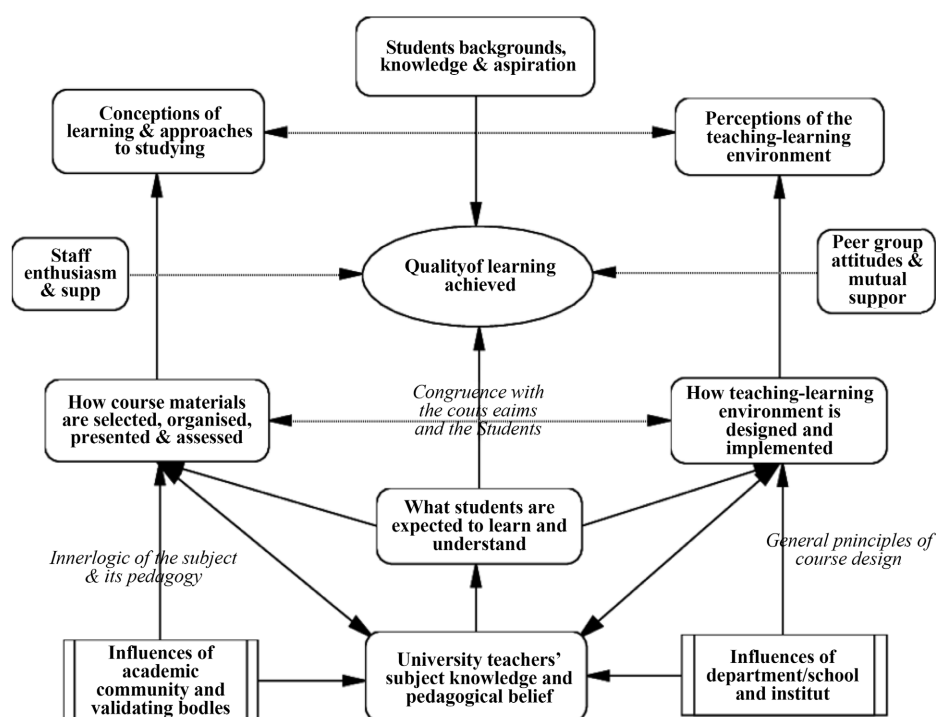 Students backgrounds,
knowledge & aspiration
Conceptions of
learning & approaches
to studying
Perceptions of the
teaching-learning
environment
Staff
enthusiasm
& supp
Qualityof learning
achieved
Peer group
attitudes &
mutual
suppor
How course materials
are selected, organised,
presented & assessed
Congruence with
the couis eaims
and the Students
How teaching-learning
environment is
designed and
implemented
What students are
expected to learn and
understand
Innerlogic of the subject
& its pedagogy
General pninciples of
course design
Influences of
academic
community and
validating bodles
University teachers’
subject knowledge and
pedagogical belief
Influences of
department/school
and institut